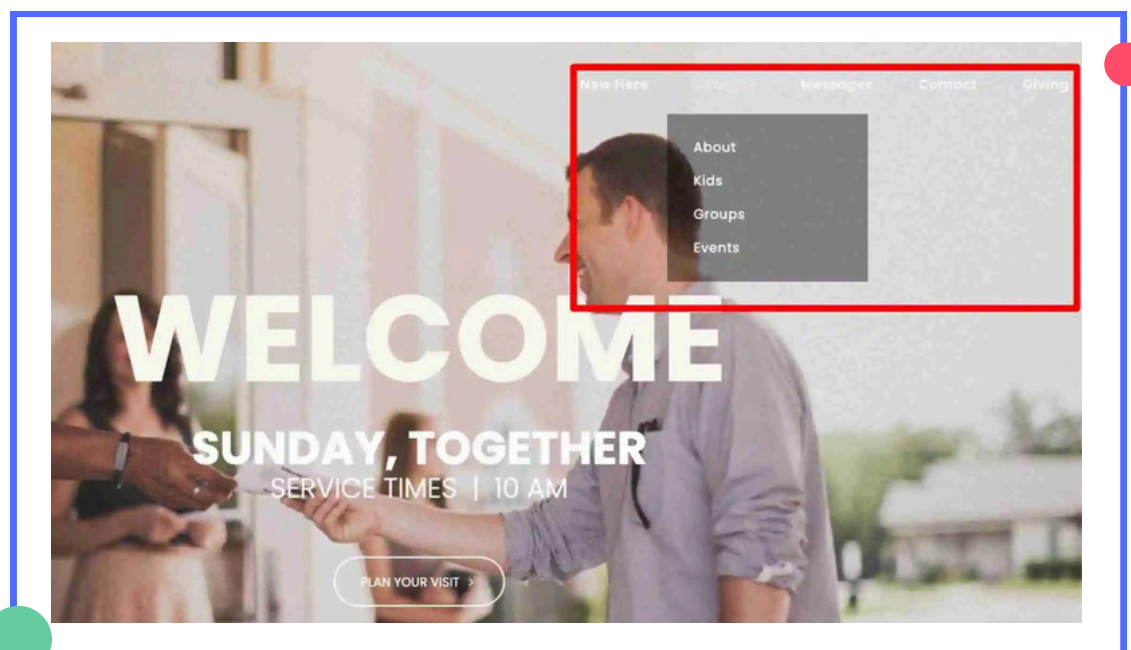 New Here Messages Contact Giving
About
Kids
Groups
Events
WELCOME
SUNDAY, TOGETHER
SERVICE TIMES | 10 AM
PLAN YOUR VISIT >